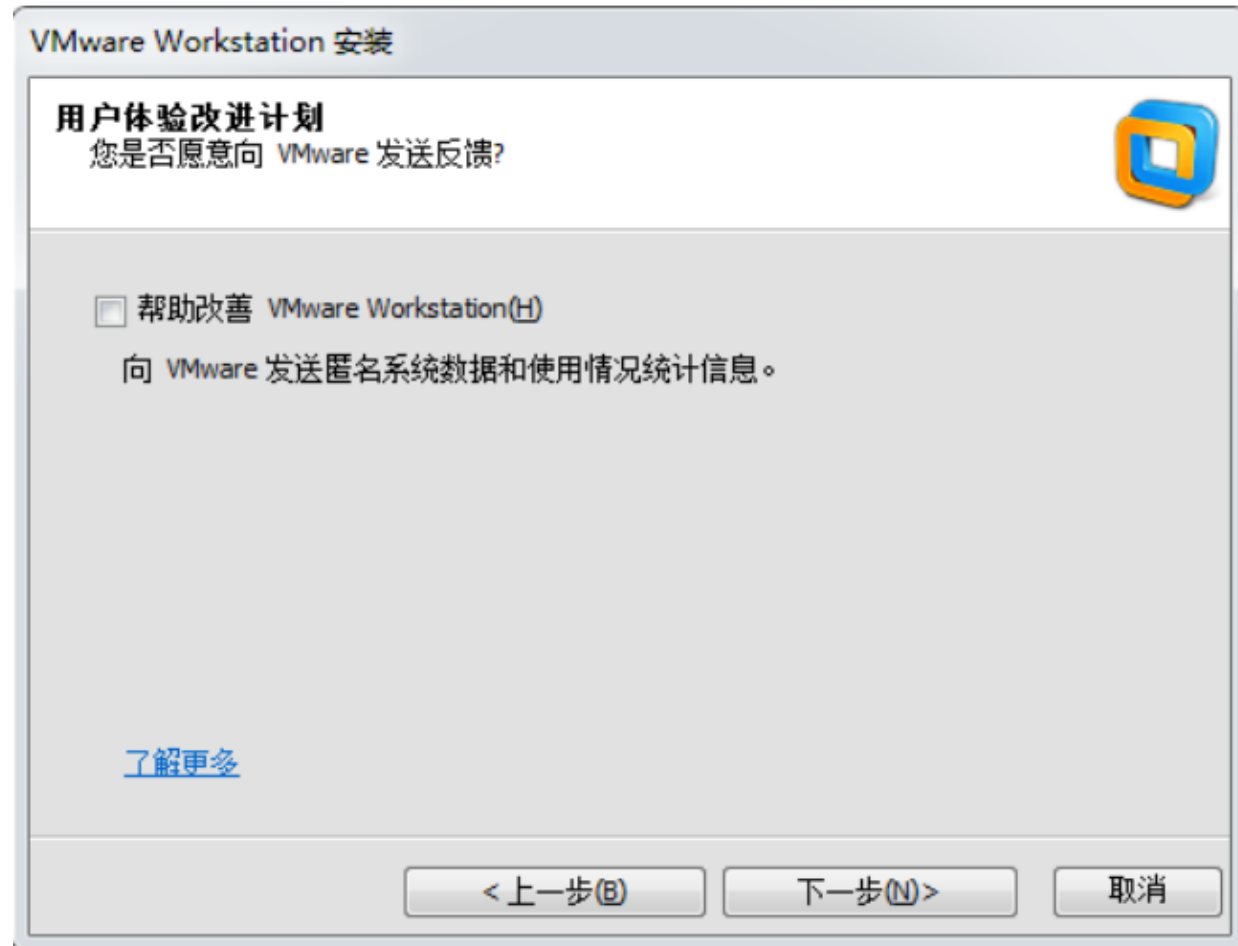 VMware Workstation 安装
用户体验改进计划
您是否愿意向 VMware 发送反馈?
帮助改善 VMware Workstation(H)
向 VMware 发送匿名系统数据和使用情况统计信息。
了解更多
<上一步(B) 下一步(N)> 取消